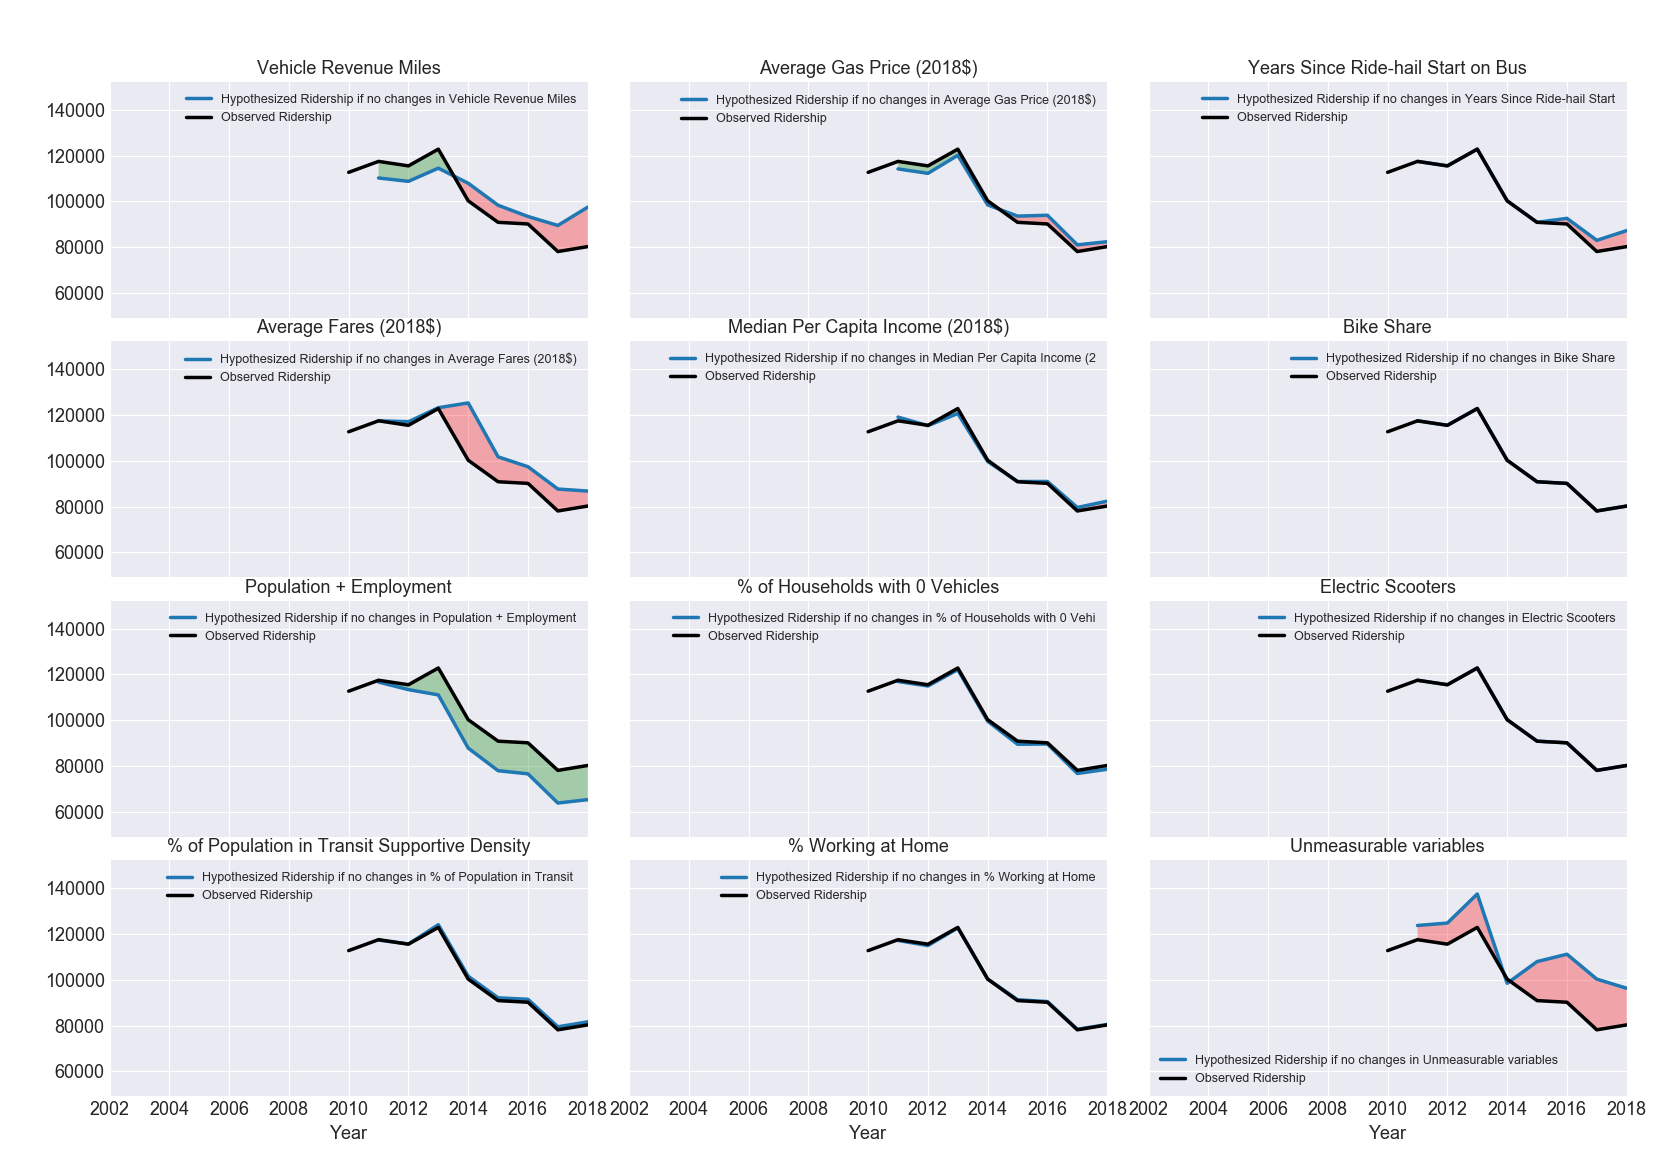 Vehicle Revenue Miles
Hypothesized Ridership if no changes in Vehicle Revenue Miles
Observed Ridership
140000
120000
100000
80000
60000
Average Gas Price (2018$)
Hypothesized Ridership if no changes in Average Gas Price (2018$)
Observed Ridership
Years Since Ride-hail Start on Bus
Hypothesized Ridership if no changes in Years Since Ride-hail Start
Observed Ridership
Average Fares (2018$)
Hypothesized Ridership if no changes in Average Fares (2018$)
Observed Ridership
140000
120000
100000
80000
60000
Median Per Capita Income (2018$)
Hypothesized Ridership if no changes in Median Per Capita Income (2
Observed Ridership
Bike Share
Hypothesized Ridership if no changes in Bike Share
Observed Ridership
Population + Employment
Hypothesized Ridership if no changes in Population + Employment
Observed Ridership
140000
120000
100000
80000
60000
% of Households with 0 Vehicles
Hypothesized Ridership if no changes in % of Households with 0 Vehi
Observed Ridership
Electric Scooters
Hypothesized Ridership if no changes in Electric Scooters
Observed Ridership
% of Population in Transit Supportive Density
Hypothesized Ridership if no changes in % of Population in Transit
Observed Ridership
140000
120000
100000
80000
60000
2002 2004 2006 2008 2010 2012 2014 2016 2018
Year
% Working at Home
Hypothesized Ridership if no changes in % Working at Home
Observed Ridership
2002 2004 2006 2008 2010 2012 2014 2016 2018
Year
Unmeasurable variables
Hypothesized Ridership if no changes in Unmeasurable variables
Observed Ridership
2002 2004 2006 2008 2010 2012 2014 2016 2018
Year